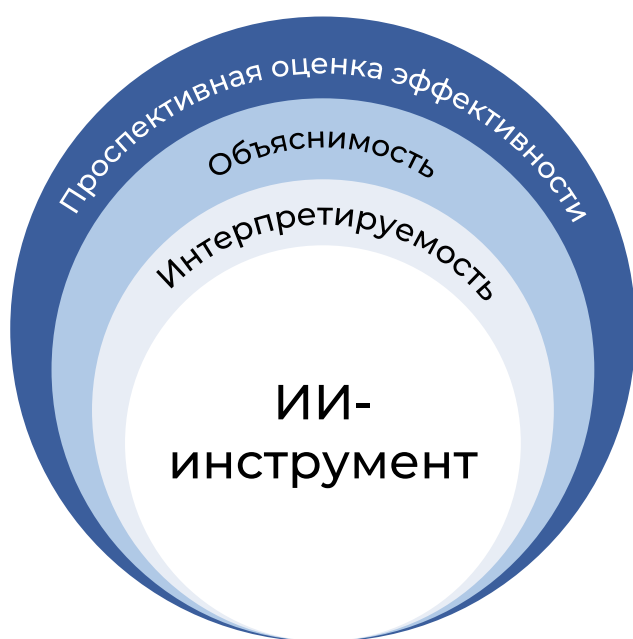 Проспективная оценка эффективности
Объяснимость
Интерпретируемость
ИИ-
инструмент